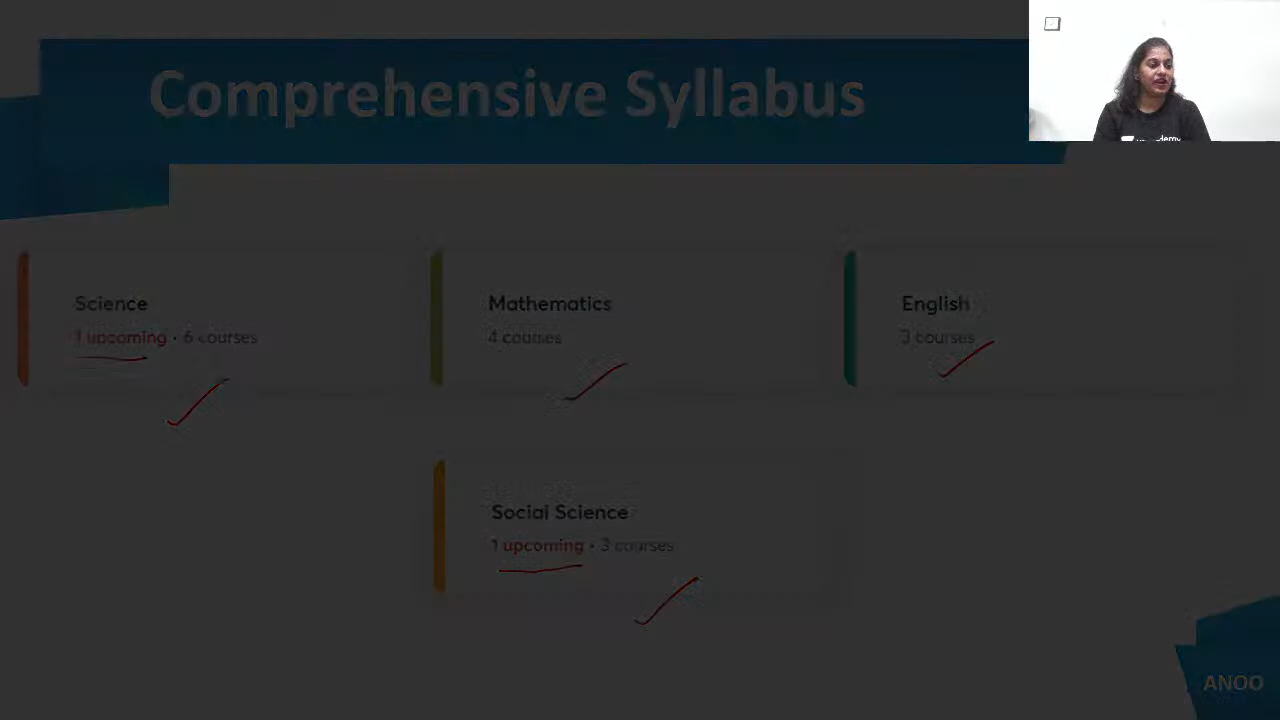 Comprehensive Syllabus
Science
1 upcoming • 6 courses
Mathematics
4 courses
English
3 courses
Social Science
1 upcoming • 3 courses
ANOO